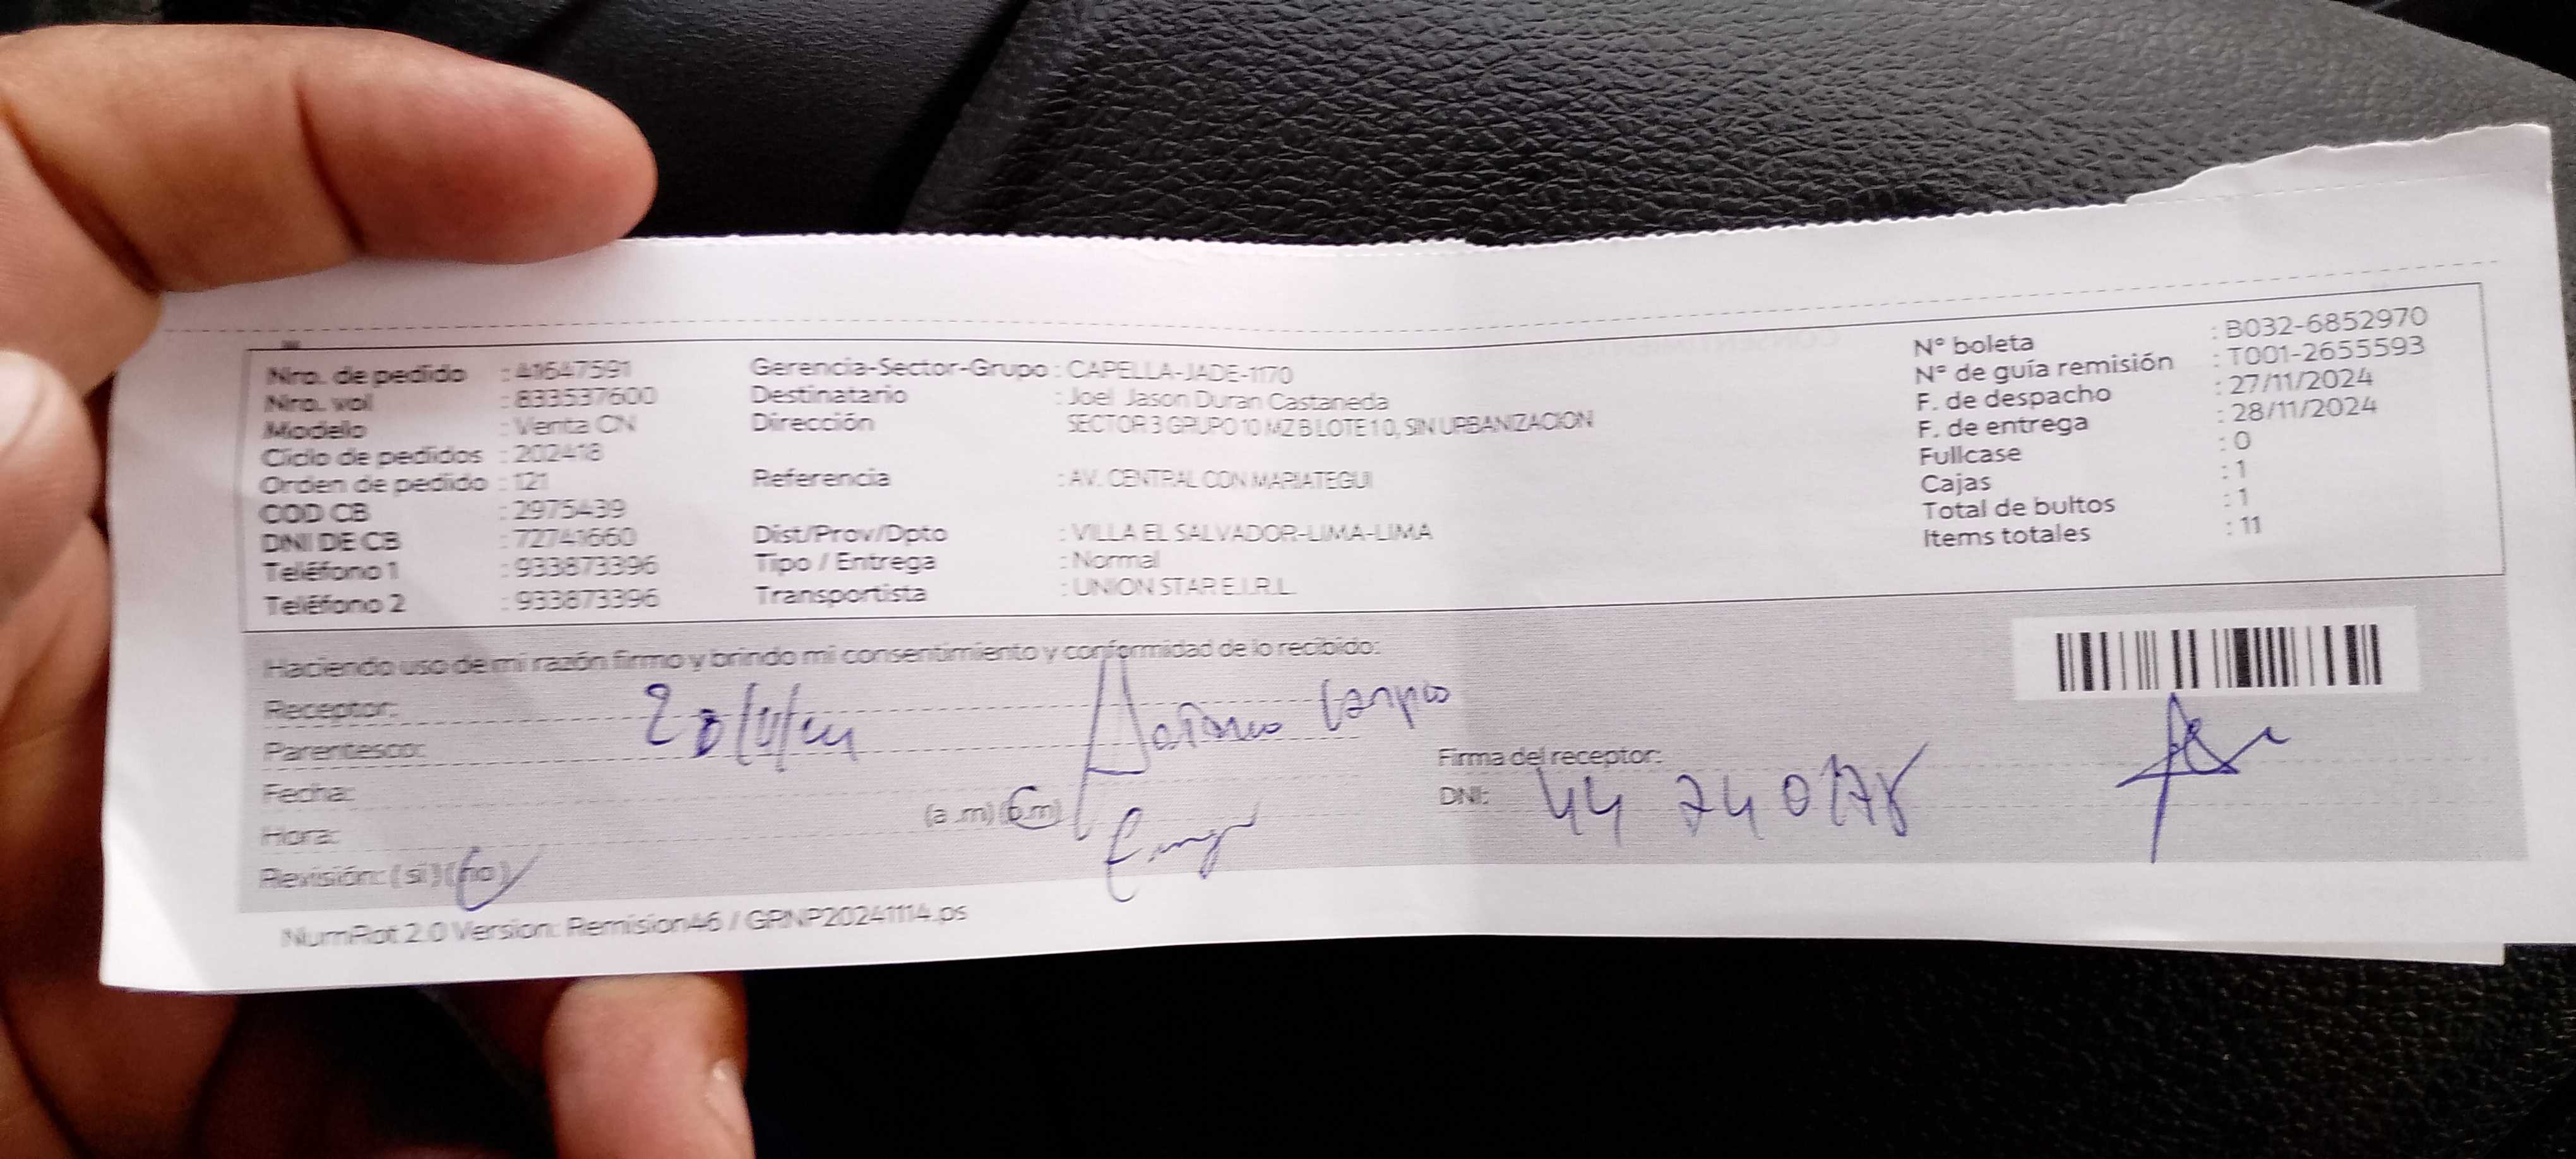 Nro. de pedido : 41647591
Nro. vol : 833537600
Modelo : Venta CN
Ciclo de pedidos : 202418
Orden de pedido : 121
COD CB : 2975439
DNI DE CB : 72741660
Teléfono 1 : 933873396
Teléfono 2 : 933873396
Gerencia-Sector-Grupo : CAPELLA-JADE-1170
Destinatario : Joel Jason Duran Castaneda
Dirección SECTOR 3 GRUPO 10 MZ B LOTE 10, SIN URBANIZACION
Referencia : AV. CENTRAL CON MARIATEGUI
Dist/Prov/Dpto : VILLA EL SALVADOR-LIMA-LIMA
Tipo / Entrega : Normal
Transportista : UNION STAR E.I.R.L.
N° boleta : B032-6852970
N° de guía remisión : T001-2655593
F. de despacho : 27/11/2024
F. de entrega : 28/11/2024
Fullcase : 0
Cajas : 1
Total de bultos : 1
Items totales : 11
Haciendo uso de mi razón firmo y brindo mi consentimiento y conformidad de lo recibido:
Receptor:
Parentesco:
Fecha:
Hora: (a .m) (p.m)
Revisión: ( si ) ( no )
Firma del receptor:
DNI:
NumRot 2.0 Version: Remision46 / GRNP20241114.ps